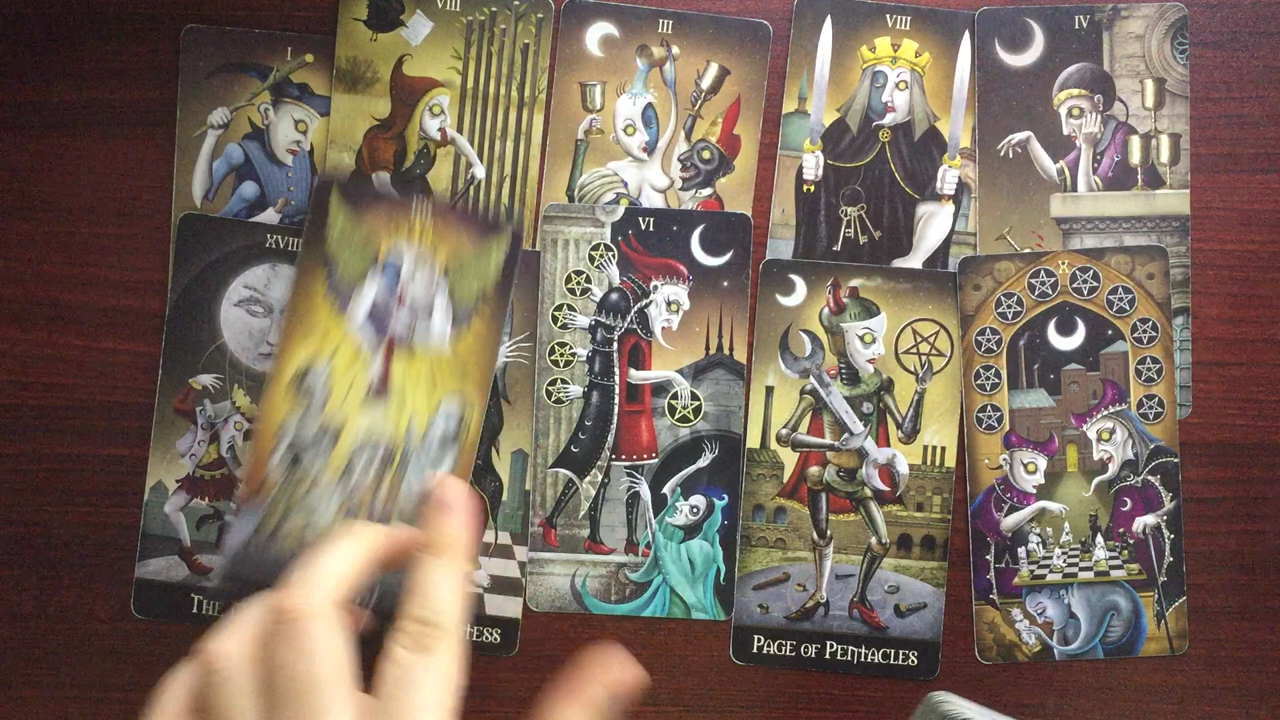 I
VIII
III
VIII
IV
XVIII
VI
X
THE
ESS
PAGE OF PENTACLES